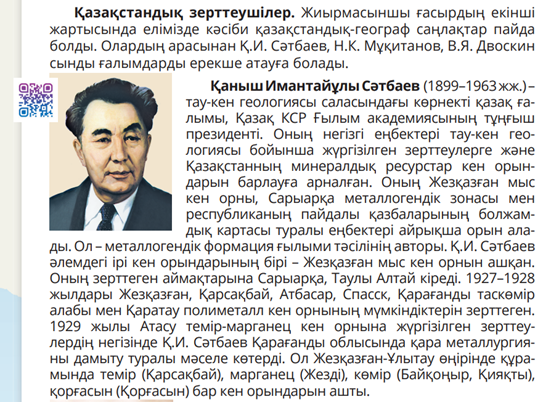 Қазақстандық зерттеушілер. Жиырмасыншы ғасырдың екінші
жартысында елімізде кәсіби қазақстандық-географ саңлақтар пайда
болды. Олардың арасынан Қ.И. Сәтбаев, Н.К. Мұқитанов, В.Я. Двоскин
сынды ғалымдарды ерекше атауға болады.
Қаныш Имантайұлы Сәтбаев (1899–1963 жж.) –
тау-кен геологиясы саласындағы көрнекті қазақ ға-
лымы, Қазақ КСР Ғылым академиясының тұңғыш
президенті. Оның негізгі еңбектері тау-кен гео-
логиясы бойынша жүргізілген зерттеулерге және
Қазақстанның минералдық ресурстар кен орын-
дарын барлауға арналған. Оның Жезқазған мыс
кен орны, Сарыарқа металлогендік зонасы мен
республиканың пайдалы қазбаларының болжам-
дық картасы туралы еңбектері айрықша орын ала-
ды. Ол – металлогендік формация ғылыми тәсілінің авторы. Қ.И. Сәтбаев
әлемдегі ірі кен орындарының бірі – Жезқазған мыс кен орнын ашқан.
Оның зерттеген аймақтарына Сарыарқа, Таулы Алтай кіреді. 1927–1928
жылдары Жезқазған, Қарсақбай, Атбасар, Спасск, Қарағанды таскөмір
алабы мен Қаратау полиметалл кен орнының мүмкіндіктерін зерттеген.
1929 жылы Атасу темір-марганец кен орнына жүргізілген зерттеу-
лердің негізінде Қ.И. Сәтбаев Қарағанды облысында қара металлургия-
ны дамыту туралы мәселе көтерді. Ол Жезқазған-Ұлытау өңірінде құра-
мында темір (Қарсақбай), марганец (Жезді), көмір (Байқоңыр, Қияқты),
қорғасын (Қорғасын) бар кен орындарын ашты.